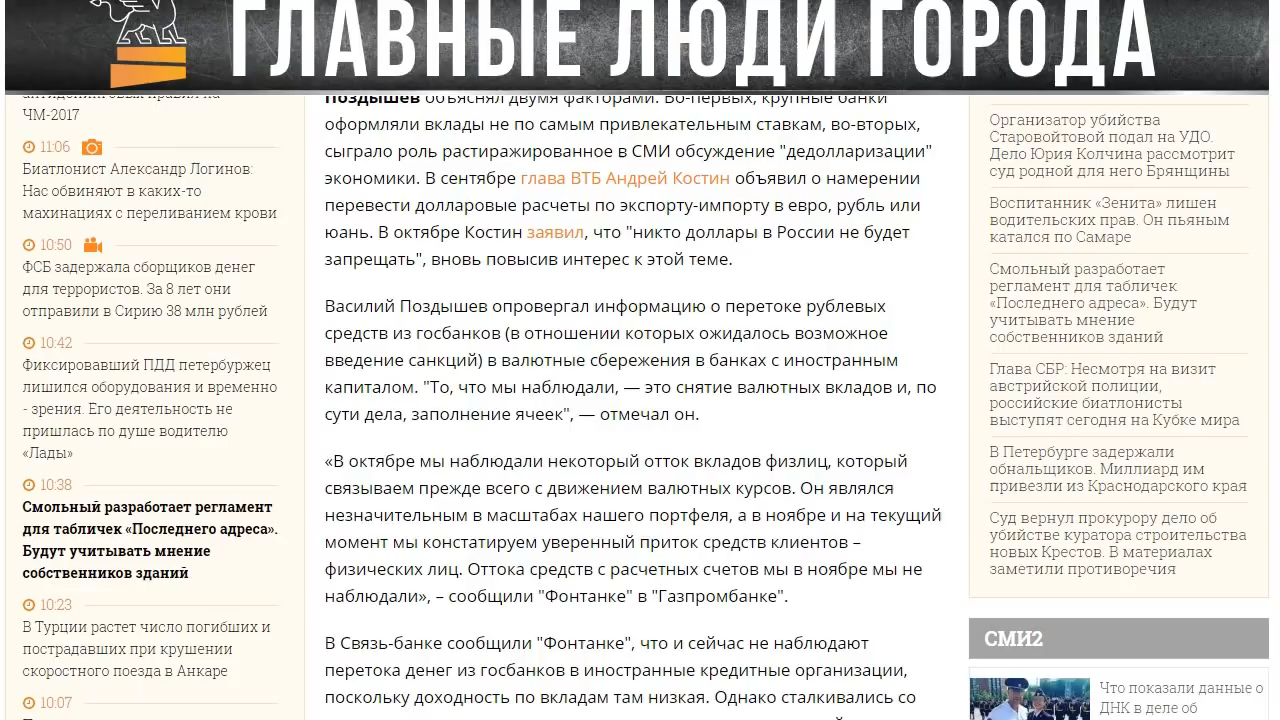 ГЛАВНЫЕ ЛЮДИ ГОРОДА
ЧМ-2017
11:06
Биатлонист Александр Логинов:
Нас обвиняют в каких-то
махинациях с переливанием крови
10:50
ФСБ задержала сборщиков денег
для террористов. За 8 лет они
отправили в Сирию 38 млн рублей
10:42
Фиксировавший ПДД петербуржец
лишился оборудования и временно
- зрения. Его деятельность не
пришлась по душе водителю
«Лады»
10:38
Смольный разработает регламент
для табличек «Последнего адреса».
Будут учитывать мнение
собственников зданий
10:23
В Турции растет число погибших и
пострадавших при крушении
скоростного поезда в Анкаре
10:07
Поздышев объяснял двумя факторами. Во-первых, крупные банки
оформляли вклады не по самым привлекательным ставкам, во-вторых,
сыграло роль растиражированное в СМИ обсуждение "дедолларизации"
экономики. В сентябре глава ВТБ Андрей Костин объявил о намерении
перевести долларовые расчеты по экспорту-импорту в евро, рубль или
юань. В октябре Костин заявил, что "никто доллары в России не будет
запрещать", вновь повысив интерес к этой теме.
Василий Поздышев опровергал информацию о перетоке рублевых
средств из госбанков (в отношении которых ожидалось возможное
введение санкций) в валютные сбережения в банках с иностранным
капиталом. "То, что мы наблюдали, — это снятие валютных вкладов и, по
сути дела, заполнение ячеек", — отмечал он.
«В октябре мы наблюдали некоторый отток вкладов физлиц, который
связываем прежде всего с движением валютных курсов. Он являлся
незначительным в масштабах нашего портфеля, а в ноябре и на текущий
момент мы констатируем уверенный приток средств клиентов –
физических лиц. Оттока средств с расчетных счетов мы в ноябре мы не
наблюдали», – сообщили "Фонтанке" в "Газпромбанке".
В Связь-банке сообщили "Фонтанке", что и сейчас не наблюдают
перетока денег из госбанков в иностранные кредитные организации,
поскольку доходность по вкладам там низкая. Однако сталкивались со
Организатор убийства
Старовойтовой подал на УДО.
Дело Юрия Колчина рассмотрит
суд родной для него Брянщины
Воспитанник «Зенита» лишен
водительских прав. Он пьяным
катался по Самаре
Смольный разработает
регламент для табличек
«Последнего адреса». Будут
учитывать мнение
собственников зданий
Глава СБР: Несмотря на визит
австрийской полиции,
российские биатлонисты
выступят сегодня на Кубке мира
В Петербурге задержали
обнальщиков. Миллиард им
привезли из Краснодарского края
Суд вернул прокурору дело об
убийстве куратора строительства
новых Крестов. В материалах
заметили противоречия
СМИ2
Что показали данные о
ДНК в деле об